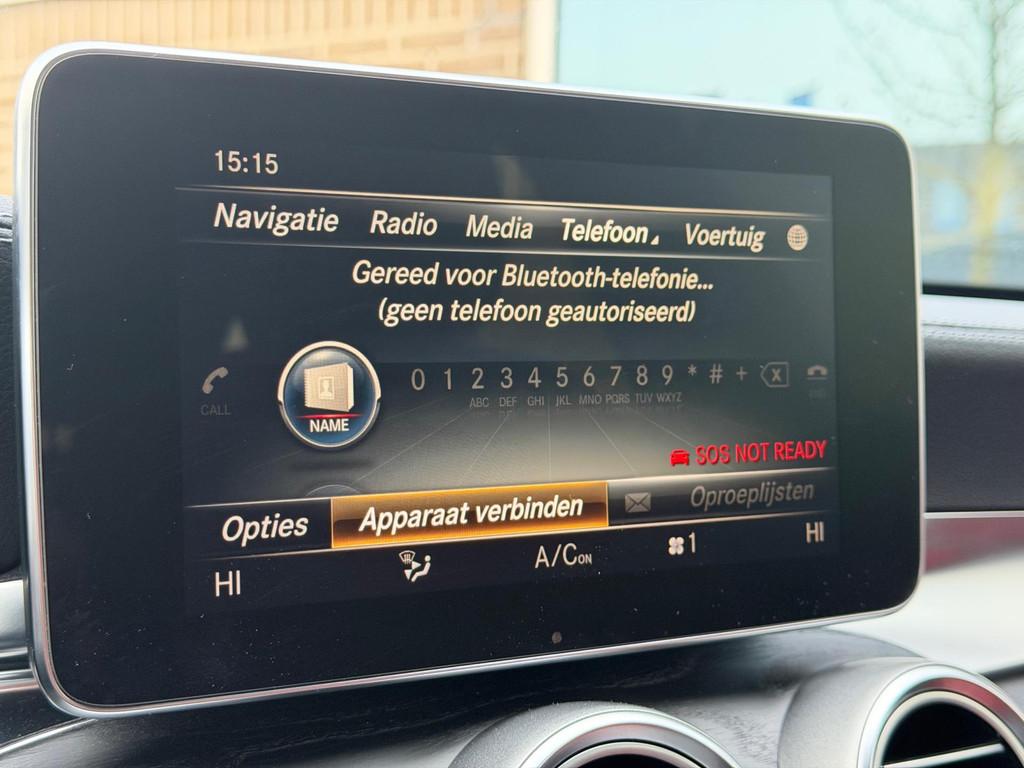 15:15
Navigatie Radio Media Telefoon Voertuig
Gereed voor Bluetooth-telefonie...
(geen telefoon geautoriseerd)
0 1 2 3 4 5 6 7 8 9 * # +
ABC DEF GHI JKL MNO PQRS TUV WXYZ
CALL
NAME
SOS NOT READY
Opties Apparaat verbinden Oproeplijsten
HI A/C ON 1 HI